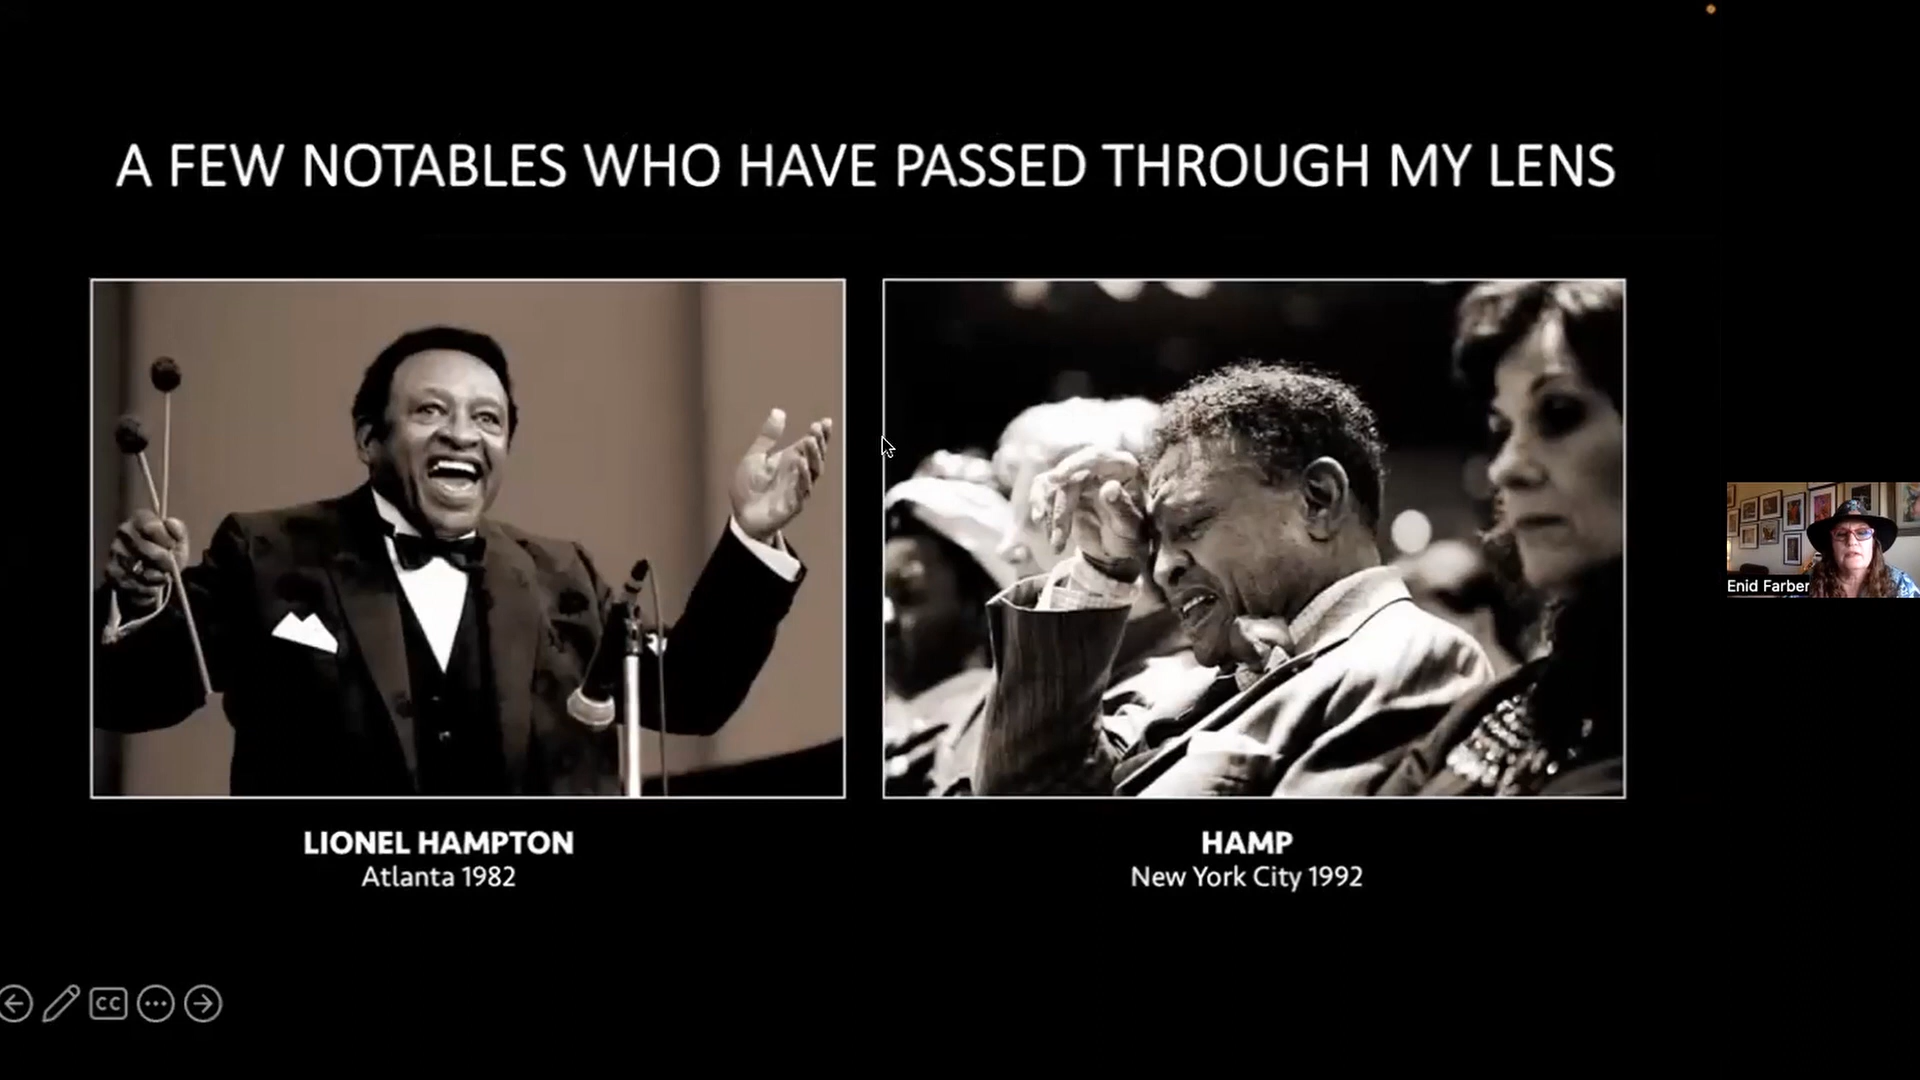 A FEW NOTABLES WHO HAVE PASSED THROUGH MY LENS
LIONEL HAMPTON
Atlanta 1982
HAMP
New York City 1992
Enid Farber
CC